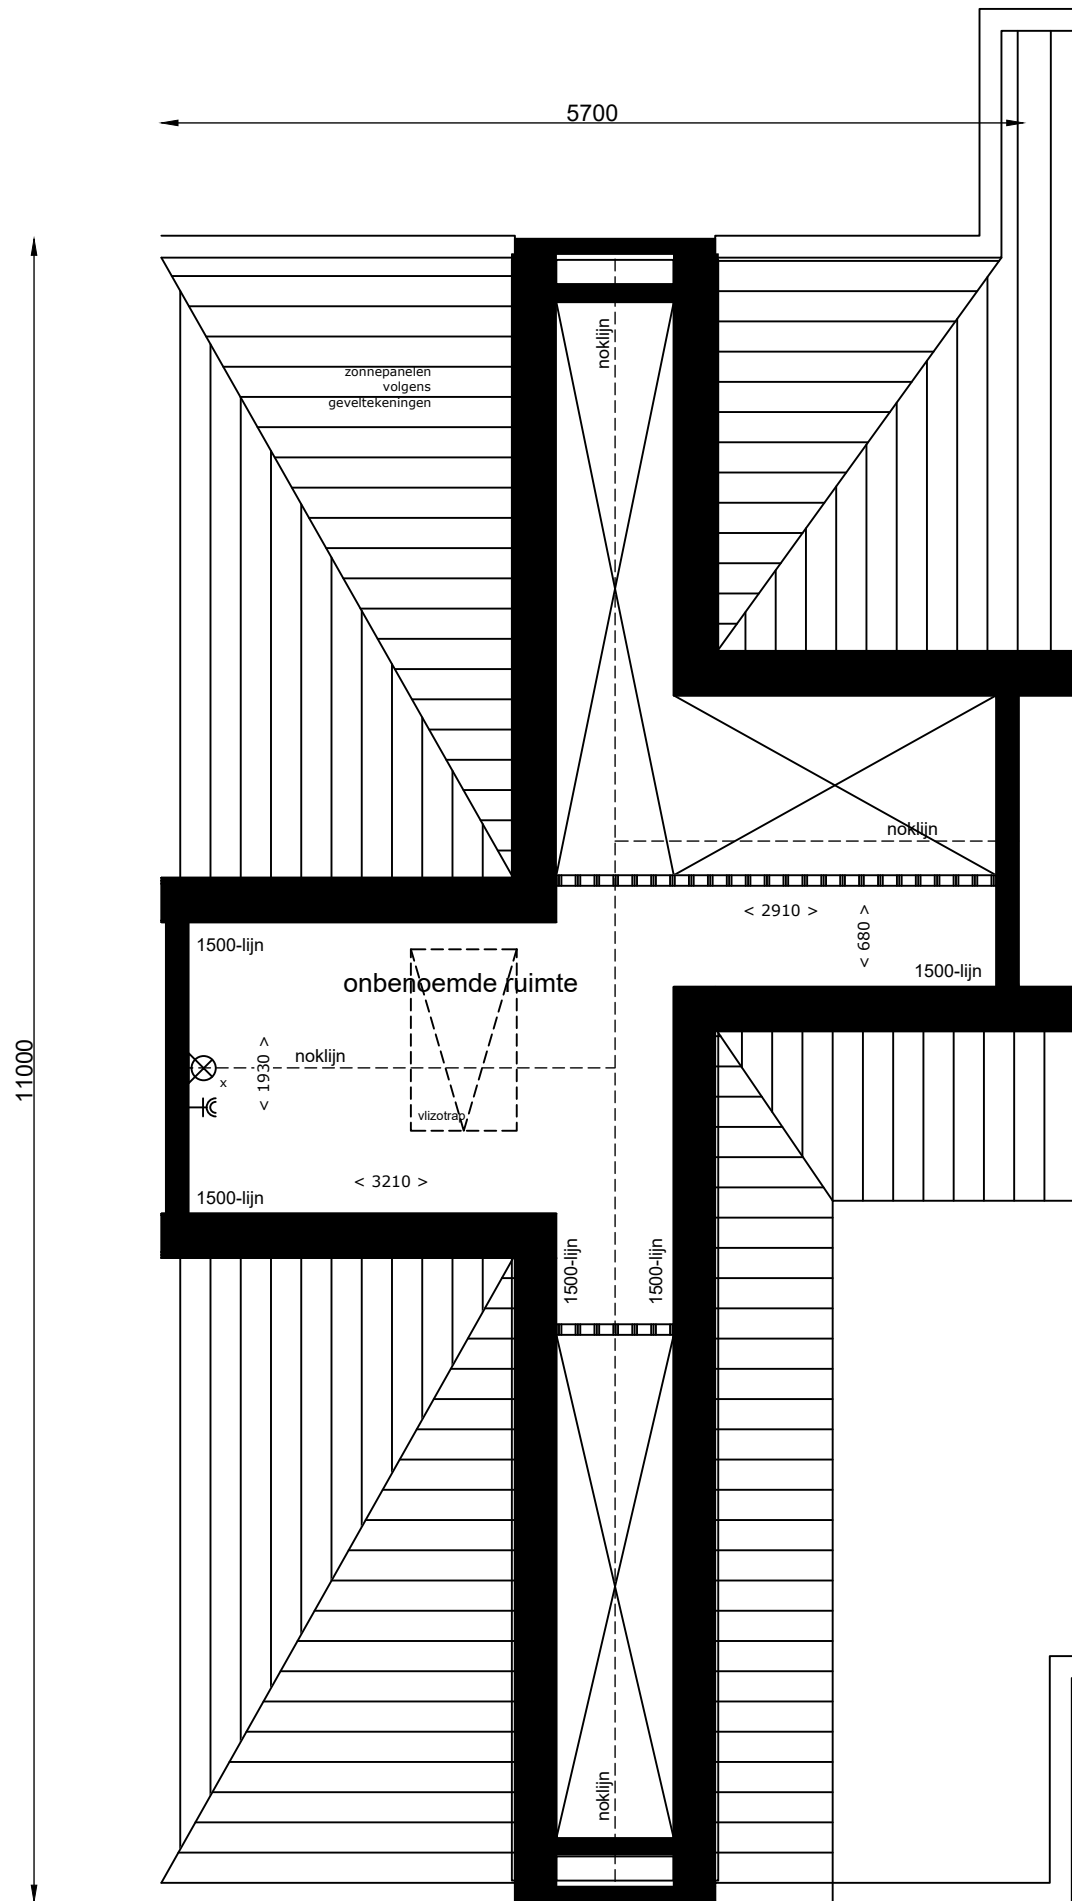 5700
noklijn
zonnepanelen
volgens
geveltekeningen
noklijn
< 2910 >
< 680 >
1500-lijn
1500-lijn
onbenoemde ruimte
11000
noklijn
< 1930 >
x
vlizotrap
< 3210 >
1500-lijn
1500-lijn
1500-lijn
noklijn